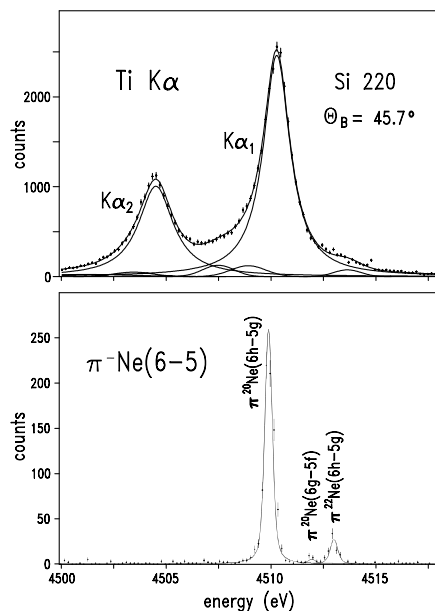 Ti Kα
Si 220
Θ_B = 45.7°
Kα₁
Kα₂
counts
2000
1000
0
π⁻Ne(6−5)
π²⁰Ne(6h−5g)
π²⁰Ne(6g−5f)
π²²Ne(6h−5g)
counts
250
200
150
100
50
0
4500
4505
4510
4515
energy (eV)